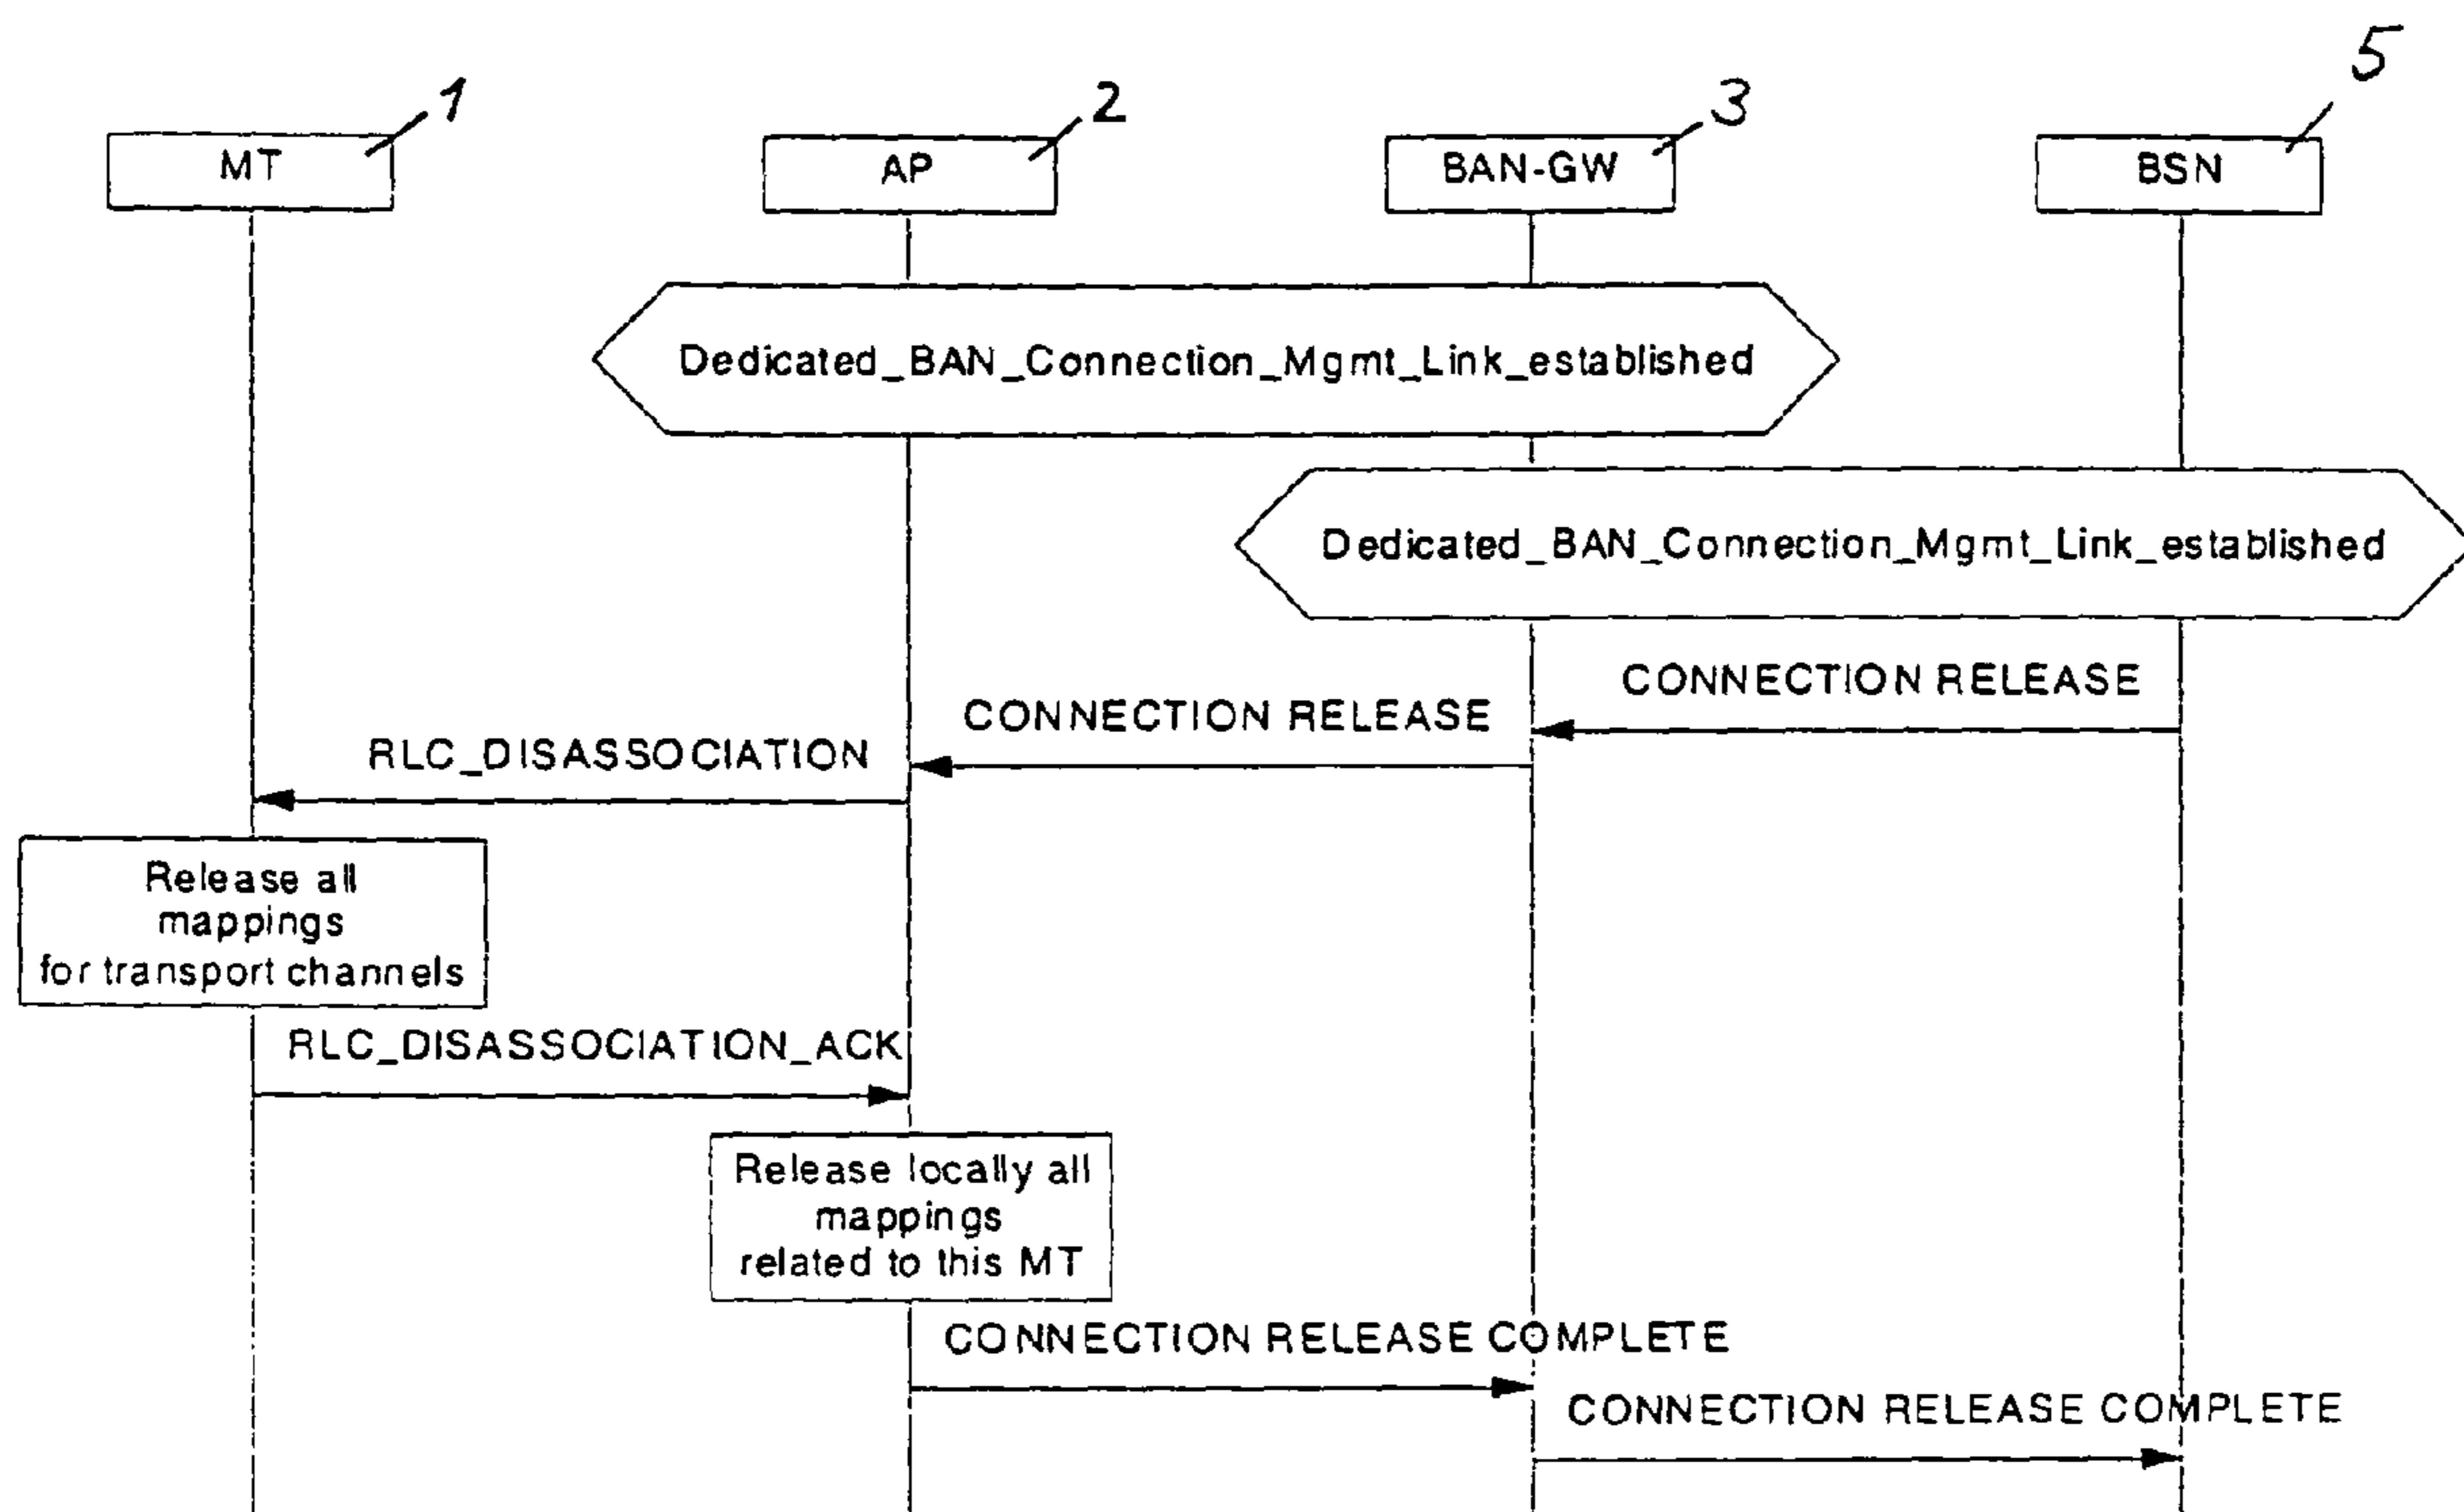 1
2
3
5
MT
AP
BAN-GW
BSN
Dedicated_BAN_Connection_Mgmt_Link_established
Dedicated_BAN_Connection_Mgmt_Link_established
CONNECTION RELEASE
CONNECTION RELEASE
RLC_DISASSOCIATION
Release all
mappings
for transport channels
RLC_DISASSOCIATION_ACK
Release locally all
mappings
related to this MT
CONNECTION RELEASE COMPLETE
CONNECTION RELEASE COMPLETE